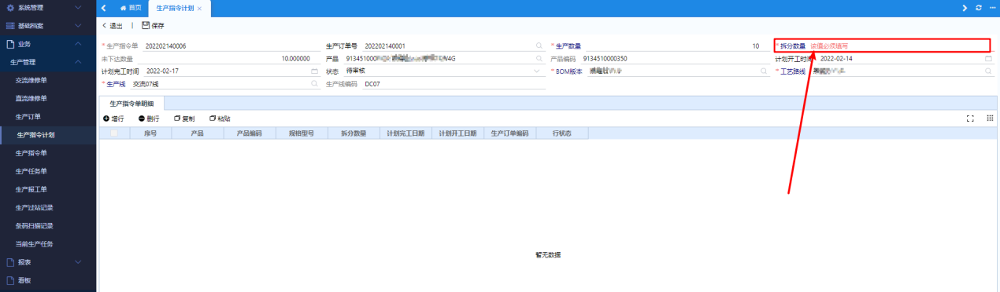 系统管理
首页 生产指令计划 ×
基础档案
退出 | 保存
业务
* 生产指令单 202202140006 生产订单号 202202140001 * 生产数量 10 * 拆分数量 该值必须填写
生产管理
未下达数量 10.000000 产品 913451000 V4G 产品编码 9134510000350 计划开工时间 2022-02-14
计划完工时间 2022-02-17 状态 待审核 * BOM版本 * 工艺路线
交流维修单
* 生产线 交流07线 生产线编码 DC07
直流维修单
生产指令单明细
生产订单
增行 删行 复制 粘贴
生产指令计划
序号 产品 产品编码 规格型号 拆分数量 计划完工日期 计划开工日期 生产订单编码 行状态
生产指令单
生产任务单
生产报工单
生产过站记录
条码扫描记录
当前生产任务
暂无数据
报表
看板